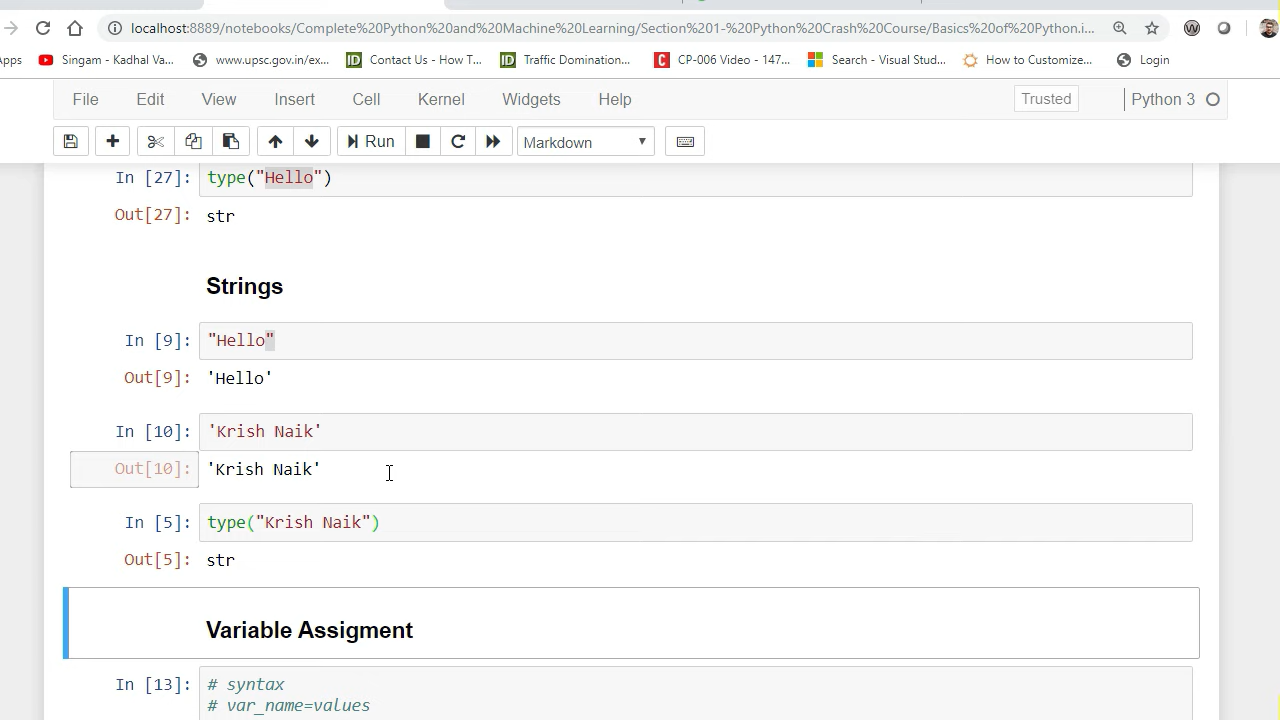 localhost:8889/notebooks/Complete%20Python%20and%20Machine%20Learning/Section%201-%20Python%20Crash%20Course/Basics%20of%20Python.i...
Apps
Singam - Kadhal Va...
www.upsc.gov.in/ex...
Contact Us - How T...
Traffic Domination...
CP-006 Video - 147...
Search - Visual Stud...
How to Customize...
Login
File Edit View Insert Cell Kernel Widgets Help Trusted Python 3
Run Markdown
In [27]: type("Hello")
Out[27]: str
Strings
In [9]: "Hello"
Out[9]: 'Hello'
In [10]: 'Krish Naik'
Out[10]: 'Krish Naik'
In [5]: type("Krish Naik")
Out[5]: str
Variable Assigment
In [13]: # syntax
# var_name=values